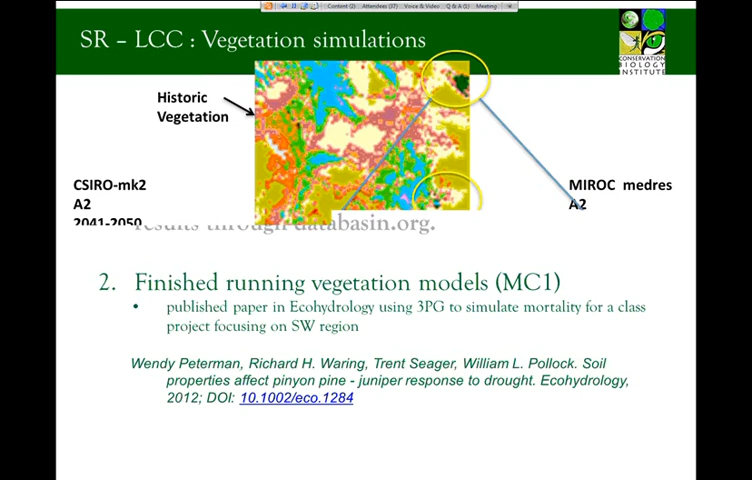 Content (2) Attendees (37) Voice & Video Q & A (1) Meeting
SR – LCC : Vegetation simulations
CONSERVATION
BIOLOGY
INSTITUTE
Historic
Vegetation
CSIRO-mk2
A2
2041-2050
MIROC medres
A2
results through databasin.org.
2. Finished running vegetation models (MC1)
• published paper in Ecohydrology using 3PG to simulate mortality for a class
project focusing on SW region
Wendy Peterman, Richard H. Waring, Trent Seager, William L. Pollock. Soil
properties affect pinyon pine - juniper response to drought. Ecohydrology,
2012; DOI: 10.1002/eco.1284